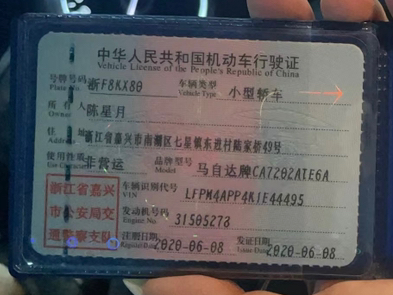 中华人民共和国机动车行驶证
Vehicle License of the People's Republic of China
号牌号码 浙FF8KX80 车辆类型 小型轿车
Plate No. Vehicle Type
所有人 陈星月
Owner
住址 浙江省嘉兴市南湖区七星镇东进村陆家桥49号
Address
使用性质 非营运 品牌型号 马自达牌CA7202ATE6A
Use Character Model
浙江省嘉兴 车辆识别代号 LFPM4APP4K1E44495
VIN
市公安局交 发动机号码 31505273
Engine No.
通警察支队 注册日期 2020-06-08 发证日期 2020-06-08
Register Date Issue Date